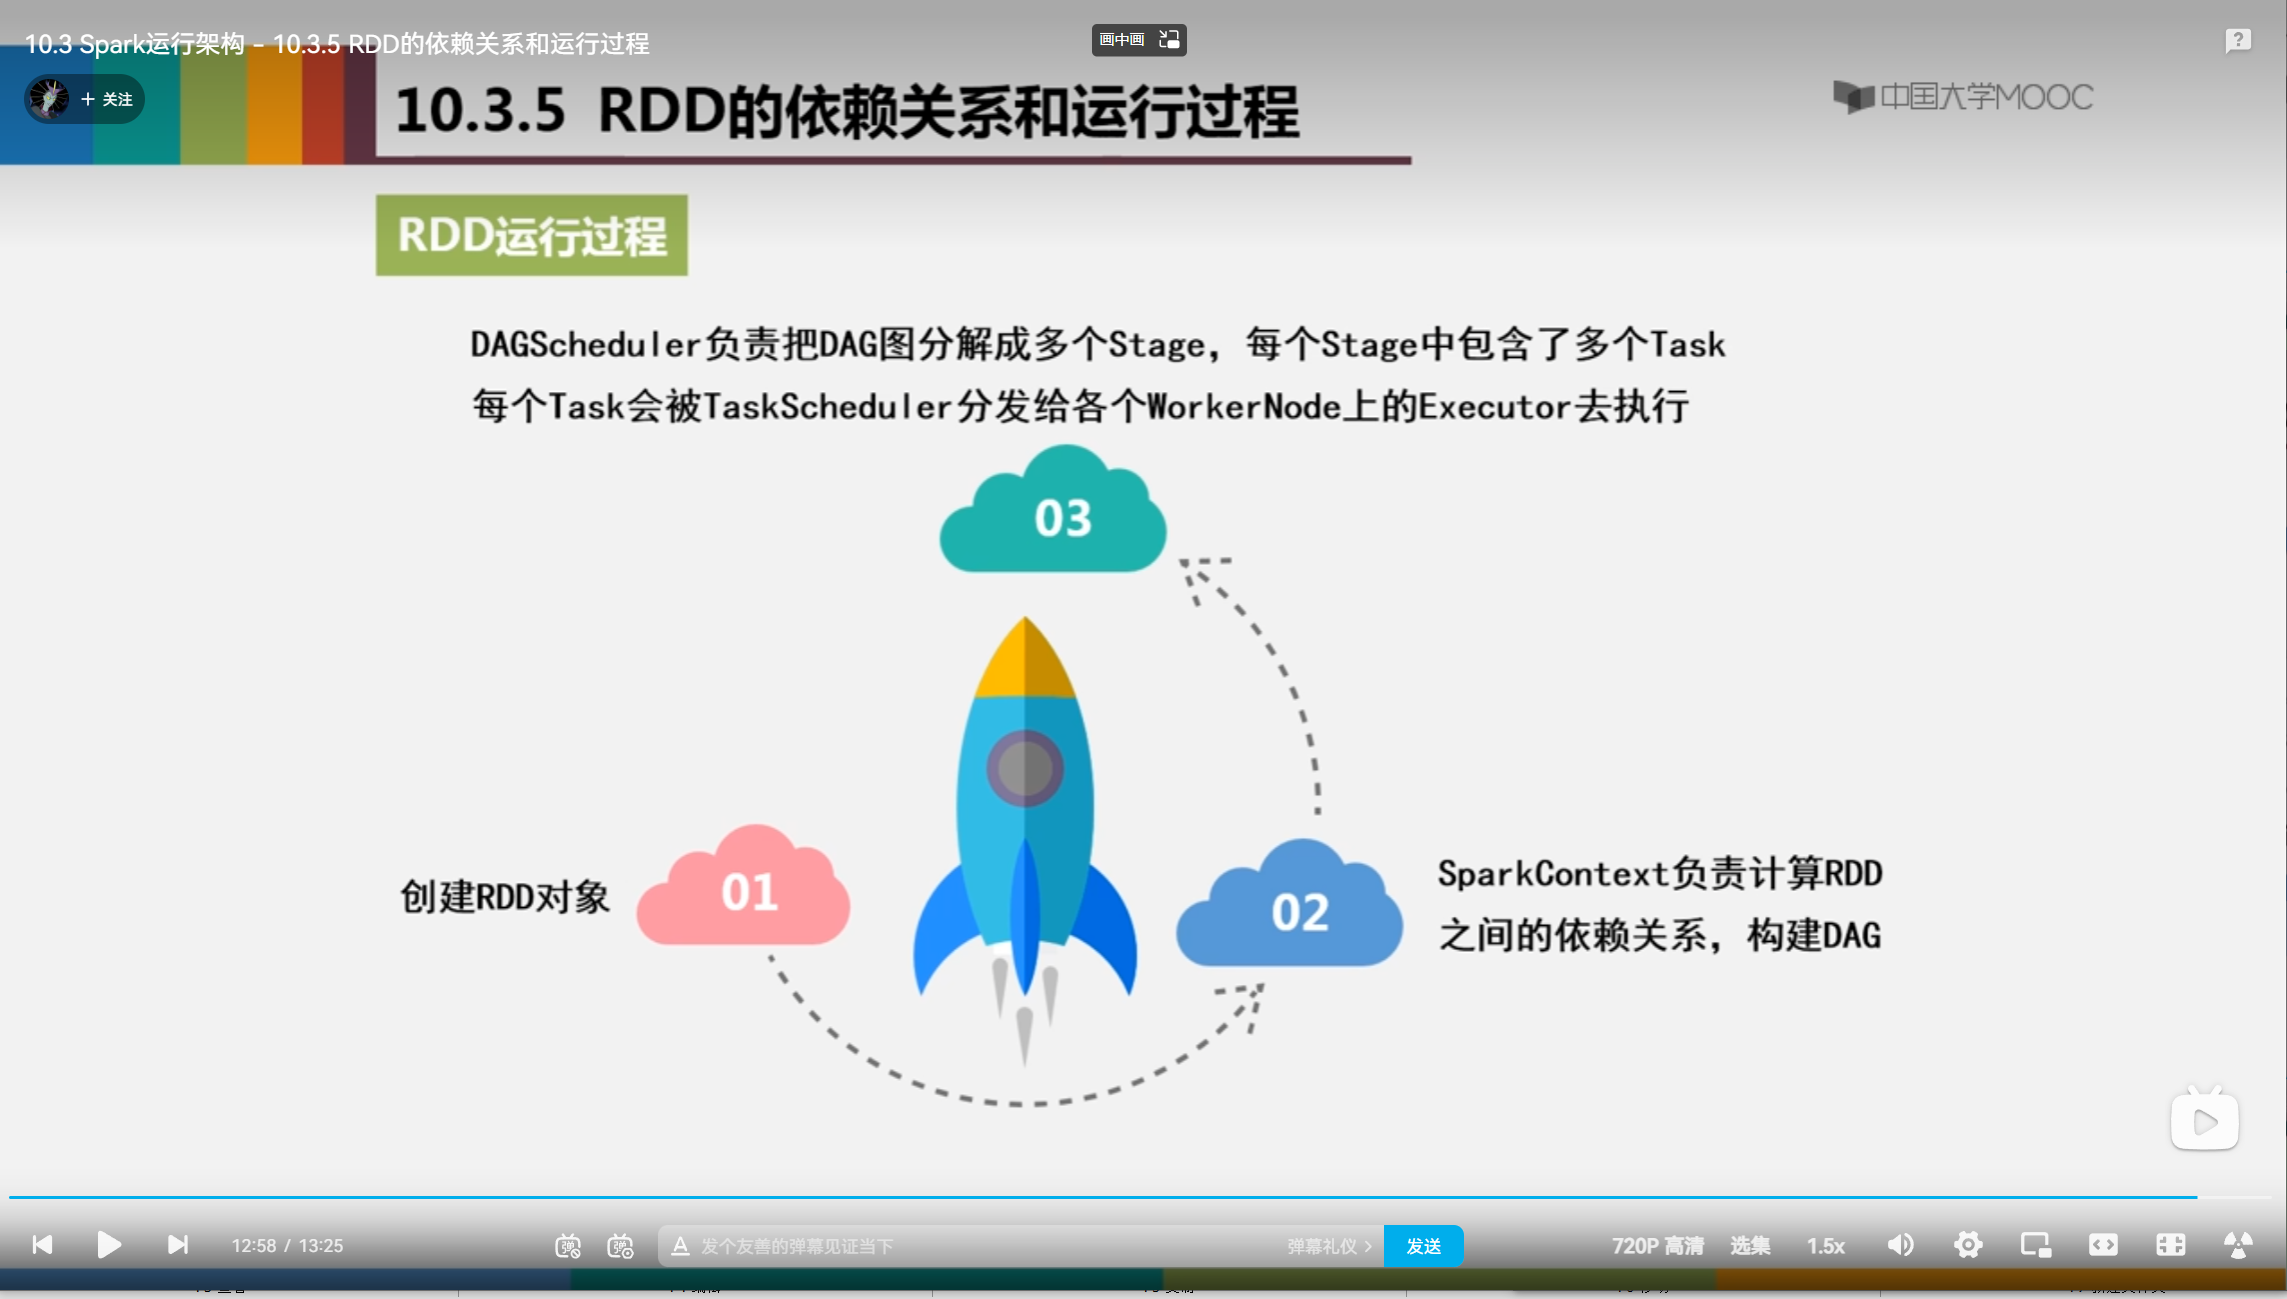 10.3 Spark运行架构 - 10.3.5 RDD的依赖关系和运行过程
画中画
+ 关注
10.3.5 RDD的依赖关系和运行过程
中国大学MOOC
RDD运行过程
DAGScheduler负责把DAG图分解成多个Stage，每个Stage中包含了多个Task
每个Task会被TaskScheduler分发给各个WorkerNode上的Executor去执行
03
创建RDD对象
01
02
SparkContext负责计算RDD
之间的依赖关系，构建DAG
12:58 / 13:25
弹
弹
A 发个友善的弹幕见证当下
弹幕礼仪 >
发送
720P 高清
选集
1.5x